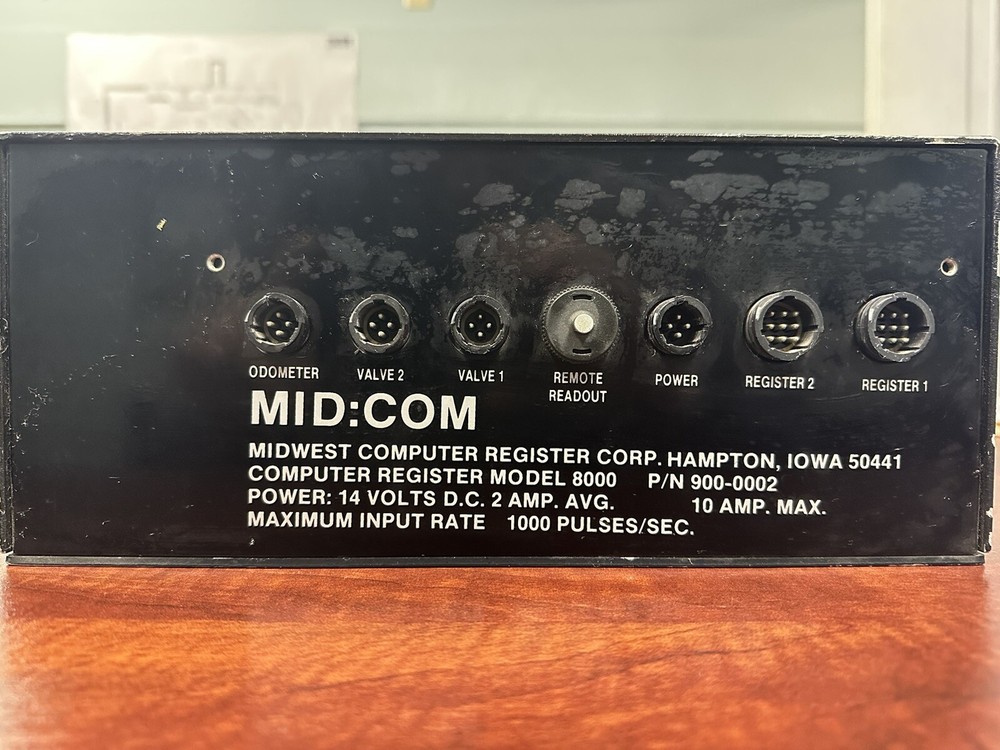 ODOMETER
VALVE 2
VALVE 1
REMOTE
READOUT
POWER
REGISTER 2
REGISTER 1
MID:COM
MIDWEST COMPUTER REGISTER CORP. HAMPTON, IOWA 50441
COMPUTER REGISTER MODEL 8000 P/N 900-0002
POWER: 14 VOLTS D.C. 2 AMP. AVG. 10 AMP. MAX.
MAXIMUM INPUT RATE 1000 PULSES/SEC.